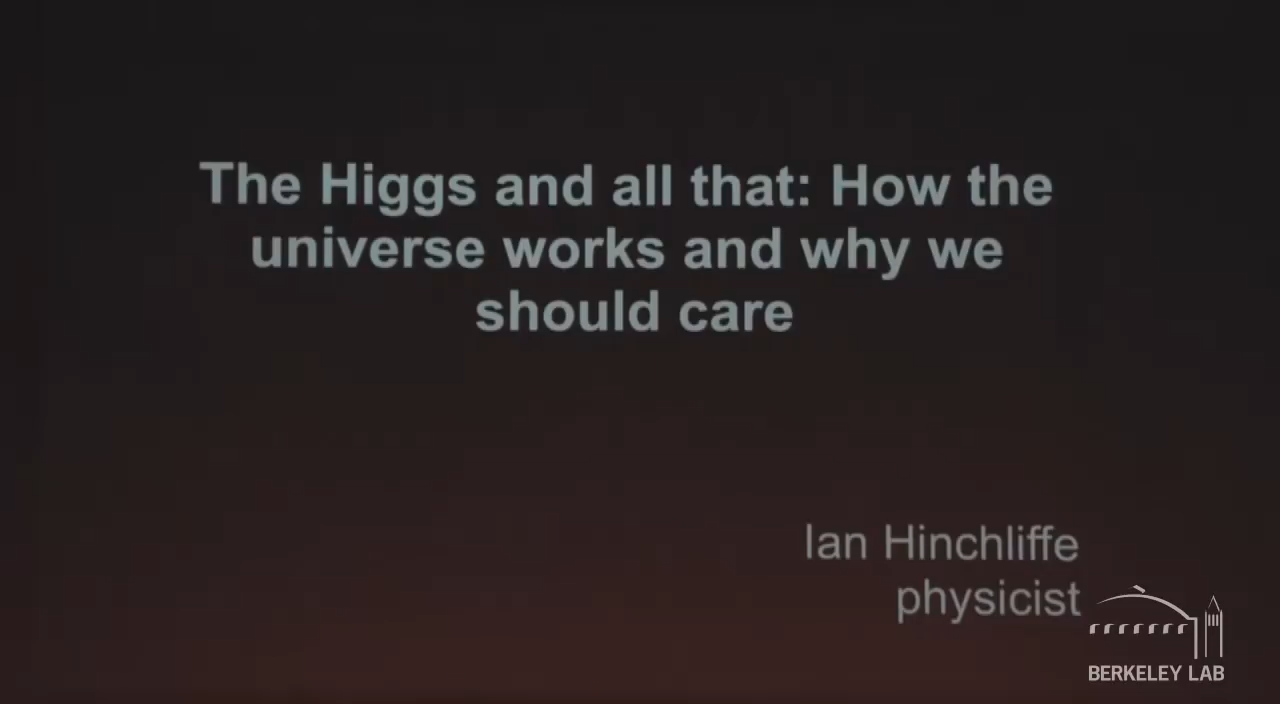 The Higgs and all that: How the
universe works and why we
should care
Ian Hinchliffe
physicist
BERKELEY LAB